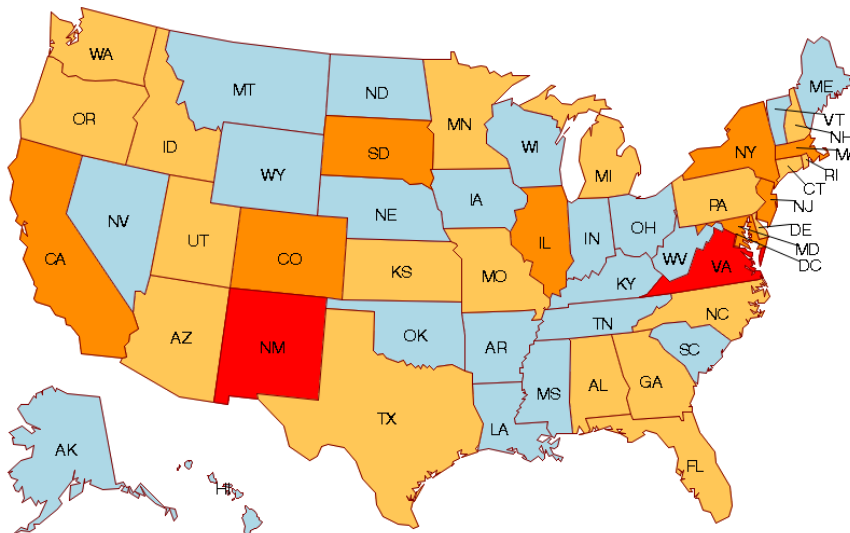 WA
MT
ND
ME
OR
ID
MN
VT
NH
SD
WI
NY
MA
RI
WY
MI
CT
NV
IA
PA
NJ
NE
OH
DE
UT
IL
IN
MD
CA
CO
WV
VA
DC
KS
MO
KY
NC
AZ
NM
OK
TN
AR
SC
AL
GA
MS
TX
LA
AK
FL
HI